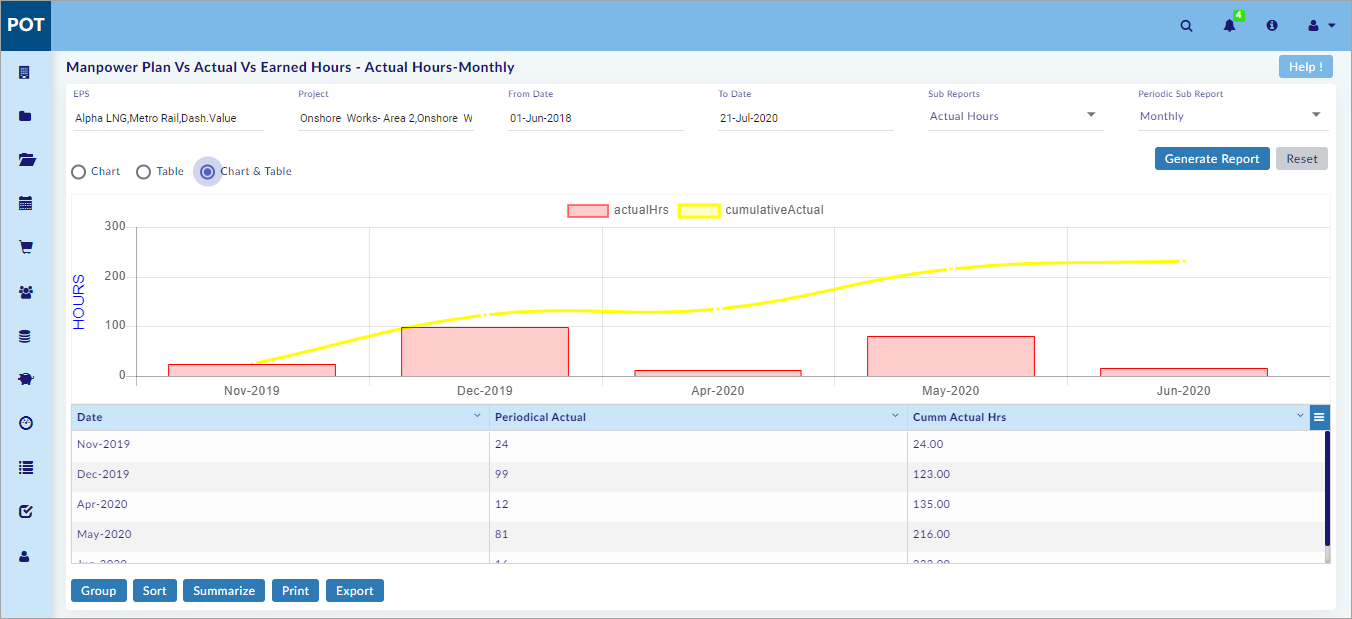 POT
4
Manpower Plan Vs Actual Vs Earned Hours - Actual Hours-Monthly
Help !
EPS Project From Date To Date Sub Reports Periodic Sub Report
Alpha LNG,Metro Rail,Dash.Value Onshore Works- Area 2,Onshore W 01-Jun-2018 21-Jul-2020 Actual Hours Monthly
Generate Report Reset
Chart Table Chart & Table
actualHrs cumulativeActual
300
200
100
0
HOURS
Nov-2019 Dec-2019 Apr-2020 May-2020 Jun-2020
Date Periodical Actual Cumm Actual Hrs
Nov-2019 24 24.00
Dec-2019 99 123.00
Apr-2020 12 135.00
May-2020 81 216.00
Group Sort Summarize Print Export